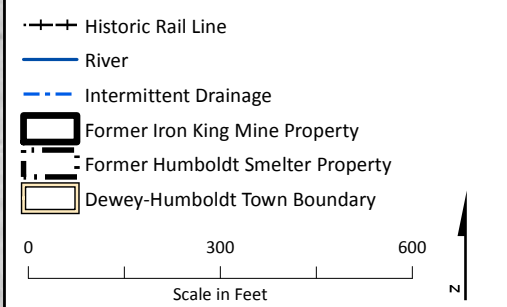 Historic Rail Line
River
Intermittent Drainage
Former Iron King Mine Property
Former Humboldt Smelter Property
Dewey-Humboldt Town Boundary
0 300 600
Scale in Feet
N